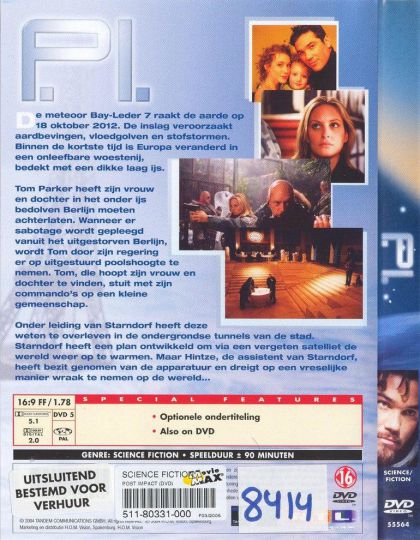 P.I.
De meteoor Bay-Leder 7 raakt de aarde op
18 oktober 2012. De inslag veroorzaakt
aardbevingen, vloedgolven en stofstormen.
Binnen de kortste tijd is Europa veranderd in
een onleefbare woestenij,
bedekt met een dikke laag ijs.
Tom Parker heeft zijn vrouw
en dochter in het onder ijs
bedolven Berlijn moeten
achterlaten. Wanneer er
sabotage wordt gepleegd
vanuit het uitgestorven Berlijn,
wordt Tom door zijn regering
er op uitgestuurd poolshoogte te
nemen. Tom, die hoopt zijn vrouw en
dochter te vinden, stuit met zijn
commando's op een kleine
gemeenschap.
Onder leiding van Starndorf heeft deze
weten te overleven in de ondergrondse tunnels van de stad.
Starndorf heeft een plan ontwikkeld om via een vergeten satelliet de
wereld weer op te warmen. Maar Hintze, de assistent van Starndorf,
heeft bezit genomen van de apparatuur en dreigt op een vreselijke
manier wraak te nemen op de wereld...
16:9 FF / 1.78
SPECIAL FEATURES
5.1
DVD 5
2.0
PAL
• Optionele ondertiteling
• Also on DVD
GENRE: SCIENCE FICTION • SPEELDUUR ± 90 MINUTEN
UITSLUITEND
BESTEMD VOOR
VERHUUR
SCIENCE FICTION
POST IMPACT (DVD)
511-80331-000
F03/2005
movie
MAX
8414
16
DVD
© 2004 TANDEM COMMUNICATIONS GMBH.
Marketing en distributie H.O.M. Vision, Spakenburg. H.O.M. Vision
P.I.
SCIENCE/
FICTION
DVD
55564